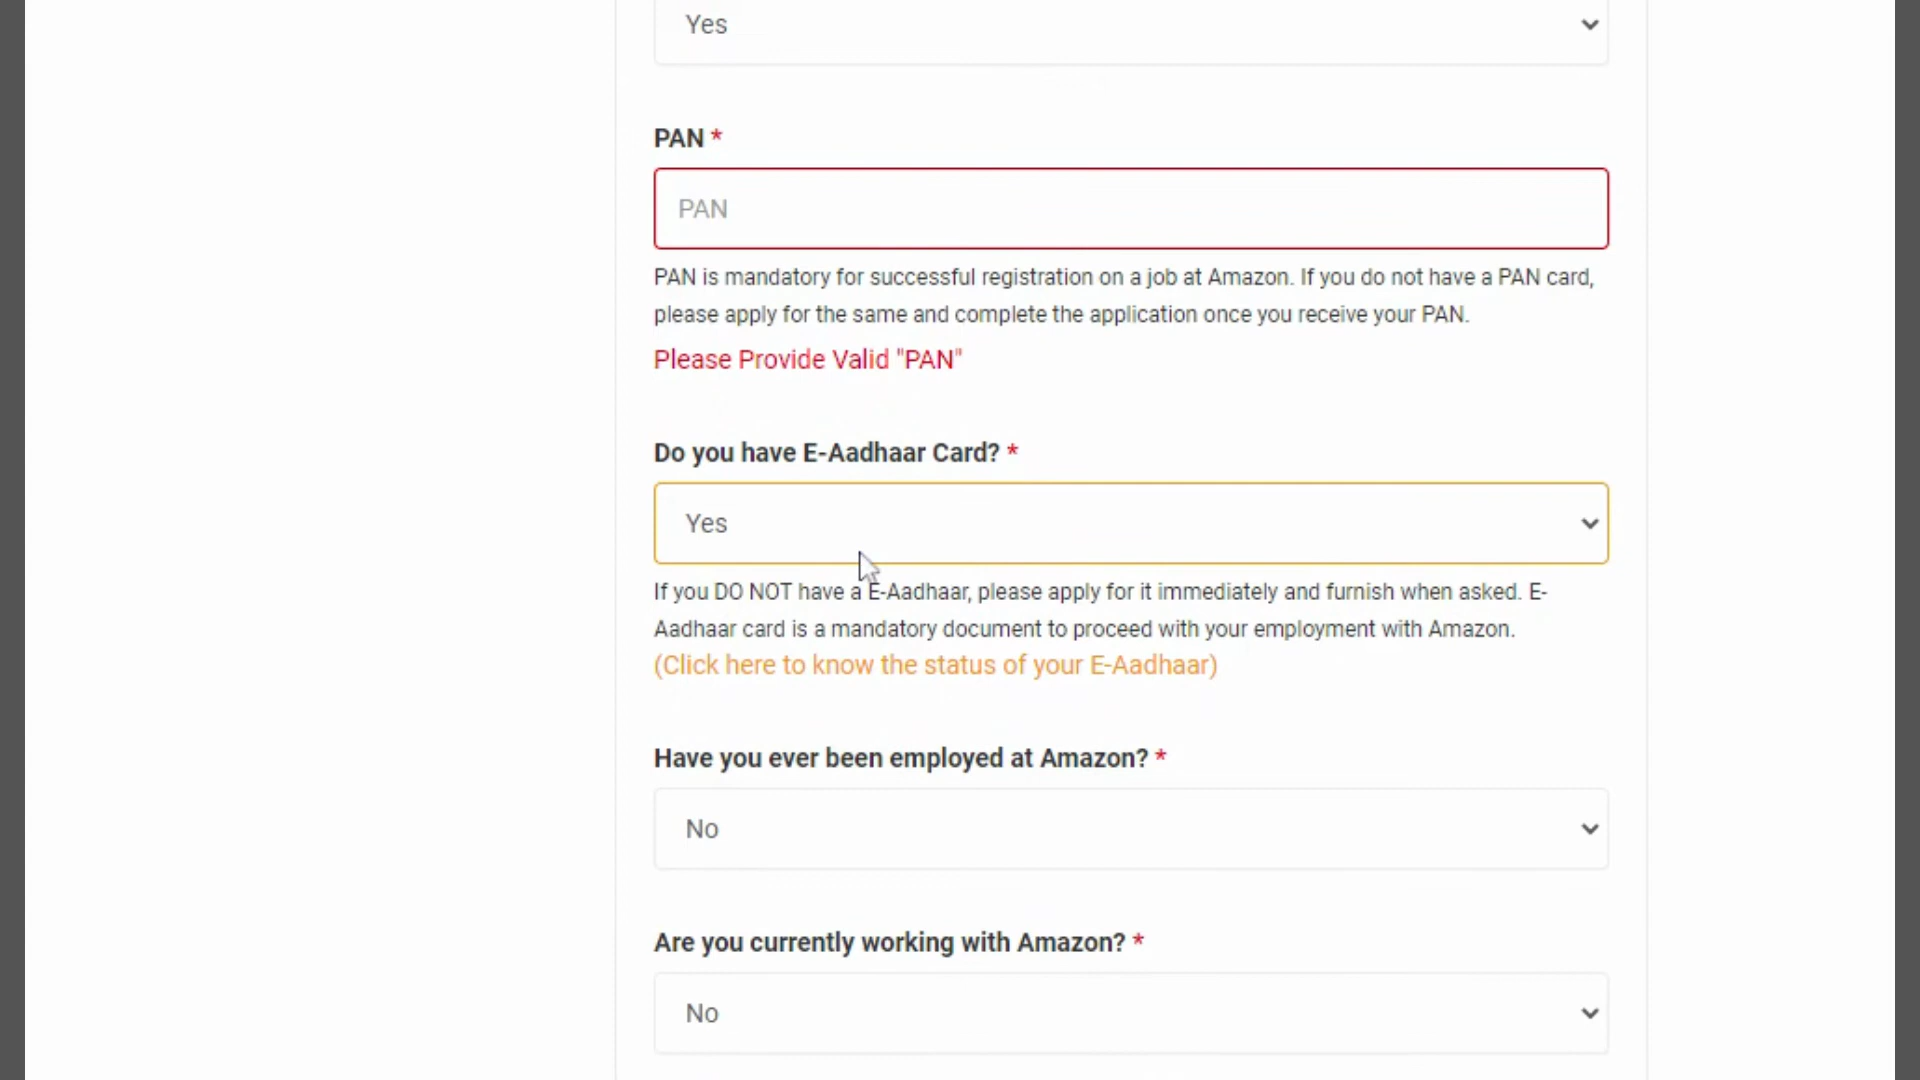 Yes
PAN *
PAN
PAN is mandatory for successful registration on a job at Amazon. If you do not have a PAN card,
please apply for the same and complete the application once you receive your PAN.
Please Provide Valid "PAN"
Do you have E-Aadhaar Card? *
Yes
If you DO NOT have a E-Aadhaar, please apply for it immediately and furnish when asked. E-
Aadhaar card is a mandatory document to proceed with your employment with Amazon.
(Click here to know the status of your E-Aadhaar)
Have you ever been employed at Amazon? *
No
Are you currently working with Amazon? *
No